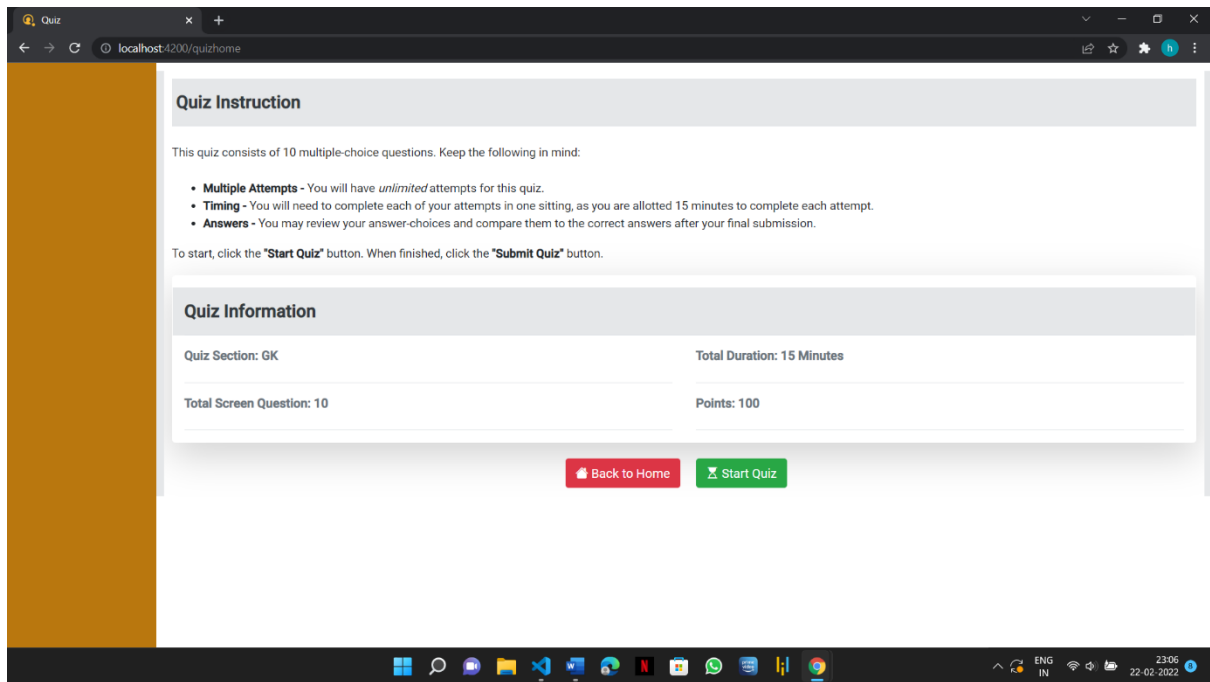 Quiz
localhost:4200/quizhome
h
Quiz Instruction
This quiz consists of 10 multiple-choice questions. Keep the following in mind:
• Multiple Attempts - You will have unlimited attempts for this quiz.
• Timing - You will need to complete each of your attempts in one sitting, as you are allotted 15 minutes to complete each attempt.
• Answers - You may review your answer-choices and compare them to the correct answers after your final submission.
To start, click the "Start Quiz" button. When finished, click the "Submit Quiz" button.
Quiz Information
Quiz Section: GK
Total Duration: 15 Minutes
Total Screen Question: 10
Points: 100
Back to Home
Start Quiz
ENG
IN
23:06
22-02-2022